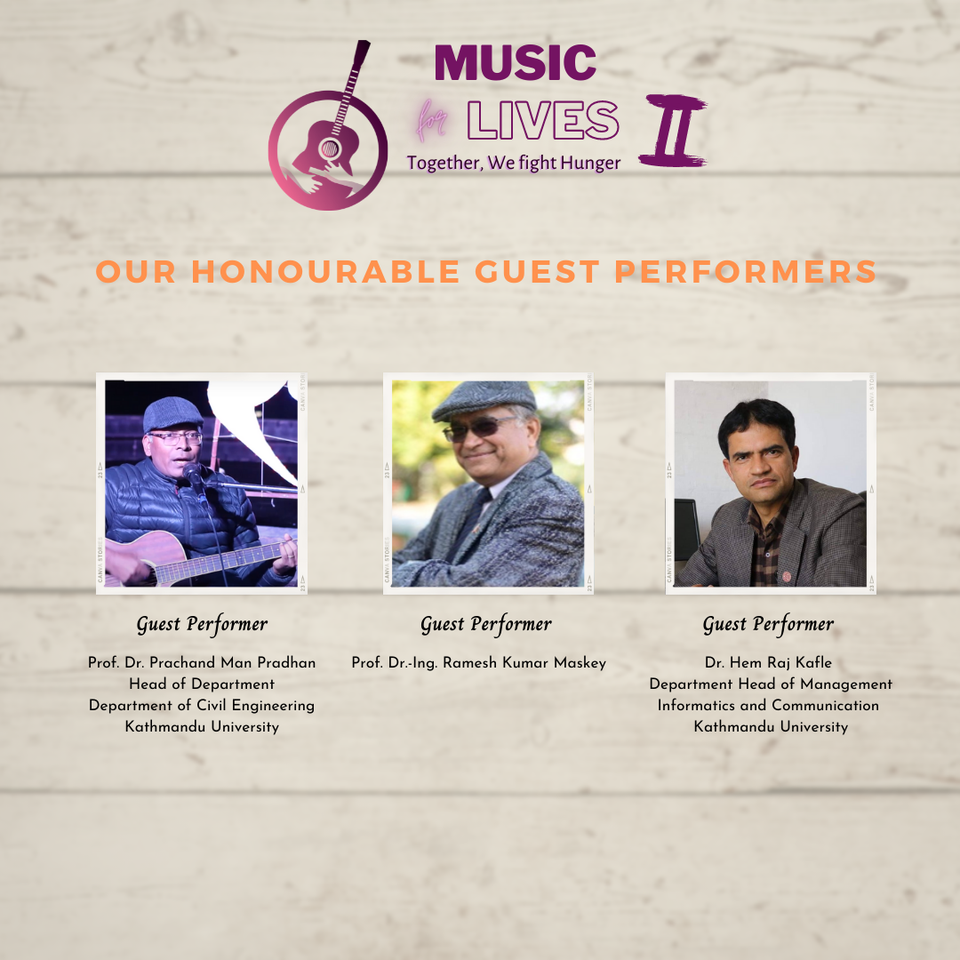 MUSIC
for LIVES
II
Together, We fight Hunger
OUR HONOURABLE GUEST PERFORMERS
Guest Performer
Prof. Dr. Prachand Man Pradhan
Head of Department
Department of Civil Engineering
Kathmandu University
Guest Performer
Prof. Dr.-Ing. Ramesh Kumar Maskey
Guest Performer
Dr. Hem Raj Kafle
Department Head of Management
Informatics and Communication
Kathmandu University